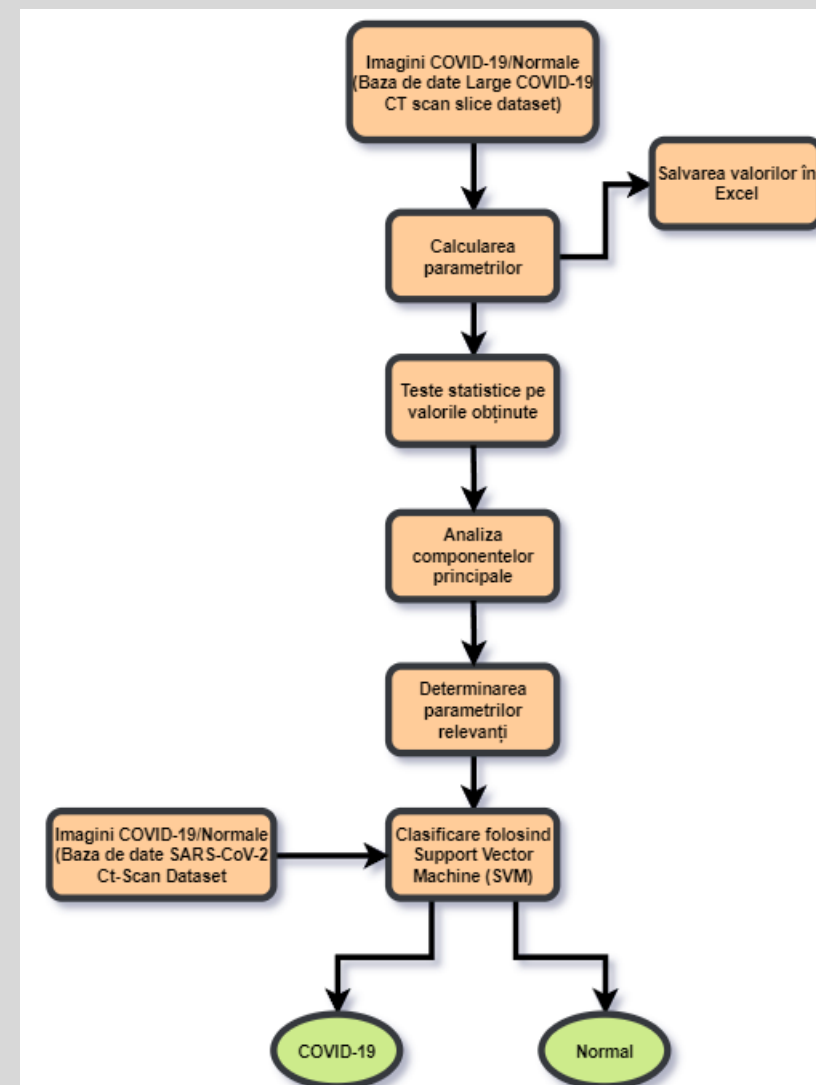 Imagini COVID-19/Normale
(Baza de date Large COVID-19
CT scan slice dataset)
Salvarea valorilor în
Excel
Calcularea
parametrilor
Teste statistice pe
valorile obținute
Analiza
componentelor
principale
Determinarea
parametrilor
relevanți
Imagini COVID-19/Normale
(Baza de date SARS-CoV-2
Ct-Scan Dataset
Clasificare folosind
Support Vector
Machine (SVM)
COVID-19
Normal